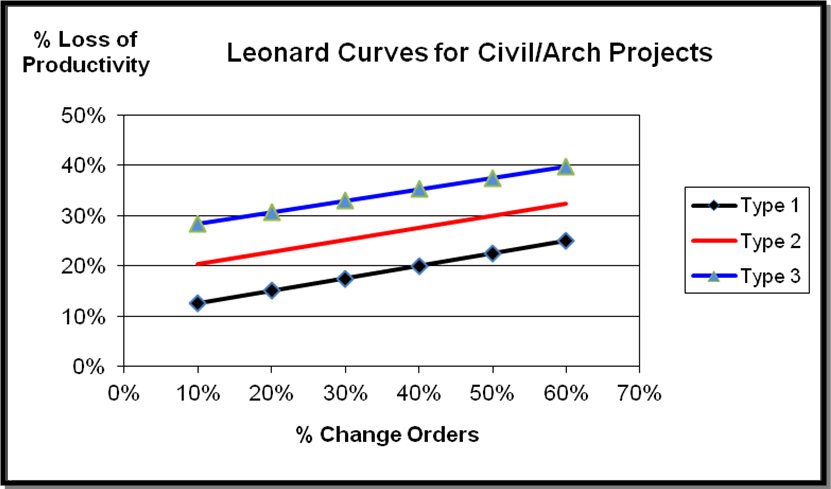 % Loss of
Productivity
Leonard Curves for Civil/Arch Projects
50%
40%
30%
20%
10%
0%
0% 10% 20% 30% 40% 50% 60% 70%
% Change Orders
Type 1
Type 2
Type 3